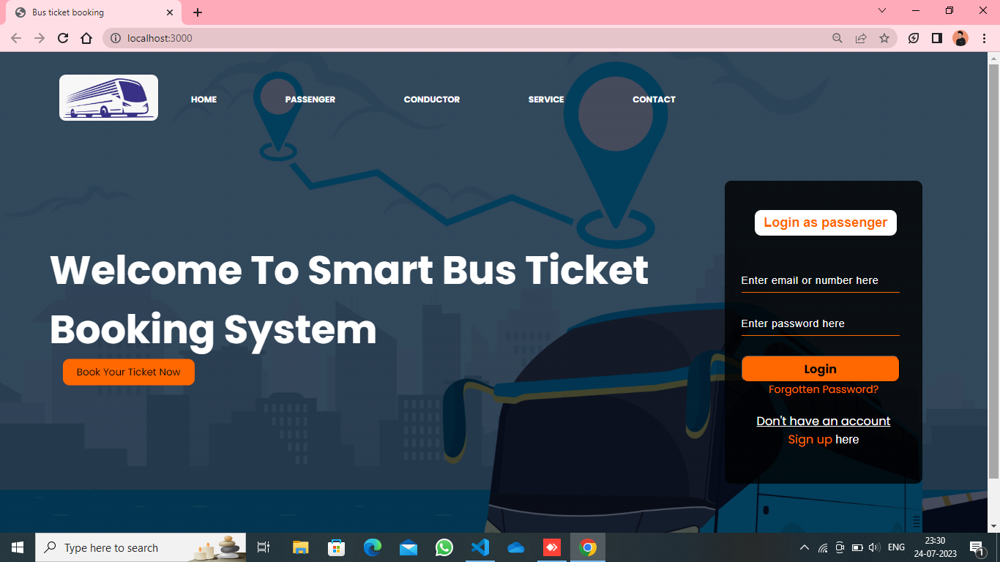 Bus ticket booking
localhost:3000
HOME PASSENGER CONDUCTOR SERVICE CONTACT
Login as passenger
Welcome To Smart Bus Ticket
Booking System
Book Your Ticket Now
Enter email or number here
Enter password here
Login
Forgotten Password?
Don't have an account
Sign up here
Type here to search
ENG
23:30
24-07-2023
1